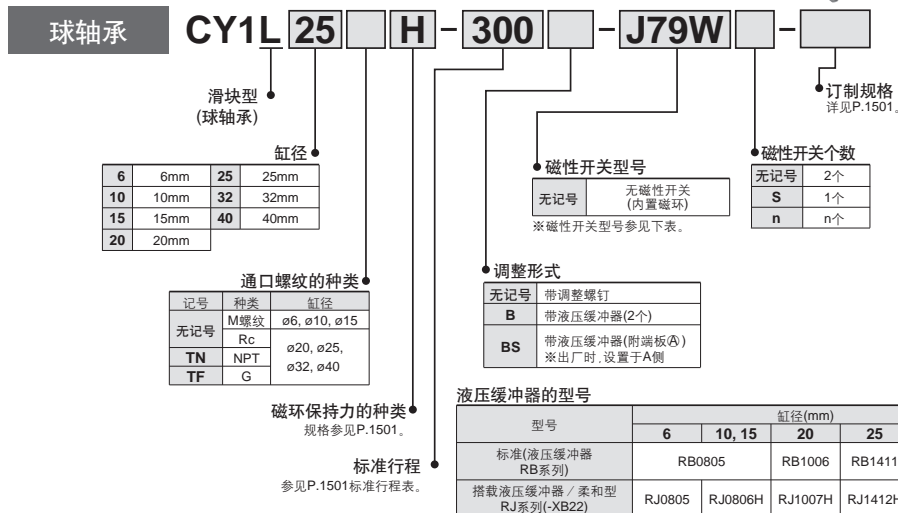 球轴承
CY1L 25 H - 300 - J79W -
滑块型
(球轴承)
订制规格
详见P.1501。
缸径
6 6mm 25 25mm
10 10mm 32 32mm
15 15mm 40 40mm
20 20mm
磁性开关型号
无记号 无磁性开关
(内置磁环)
※磁性开关型号参见下表。
磁性开关个数
无记号 2个
S 1个
n n个
通口螺纹的种类
记号 种类 缸径
无记号 M螺纹 ø6, ø10, ø15
Rc ø20, ø25,
TN NPT ø32, ø40
TF G
调整形式
无记号 带调整螺钉
B 带液压缓冲器(2个)
BS 带液压缓冲器(附端板Ⓐ)
※出厂时,设置于A侧
磁环保持力的种类
规格参见P.1501。
标准行程
参见P.1501标准行程表。
液压缓冲器的型号
型号 缸径(mm)
6 10, 15 20 25
标准(液压缓冲器
RB系列) RB0805 RB1006 RB1411
搭载液压缓冲器／柔和型
RJ系列(-XB22) RJ0805 RJ0806H RJ1007H RJ1412H